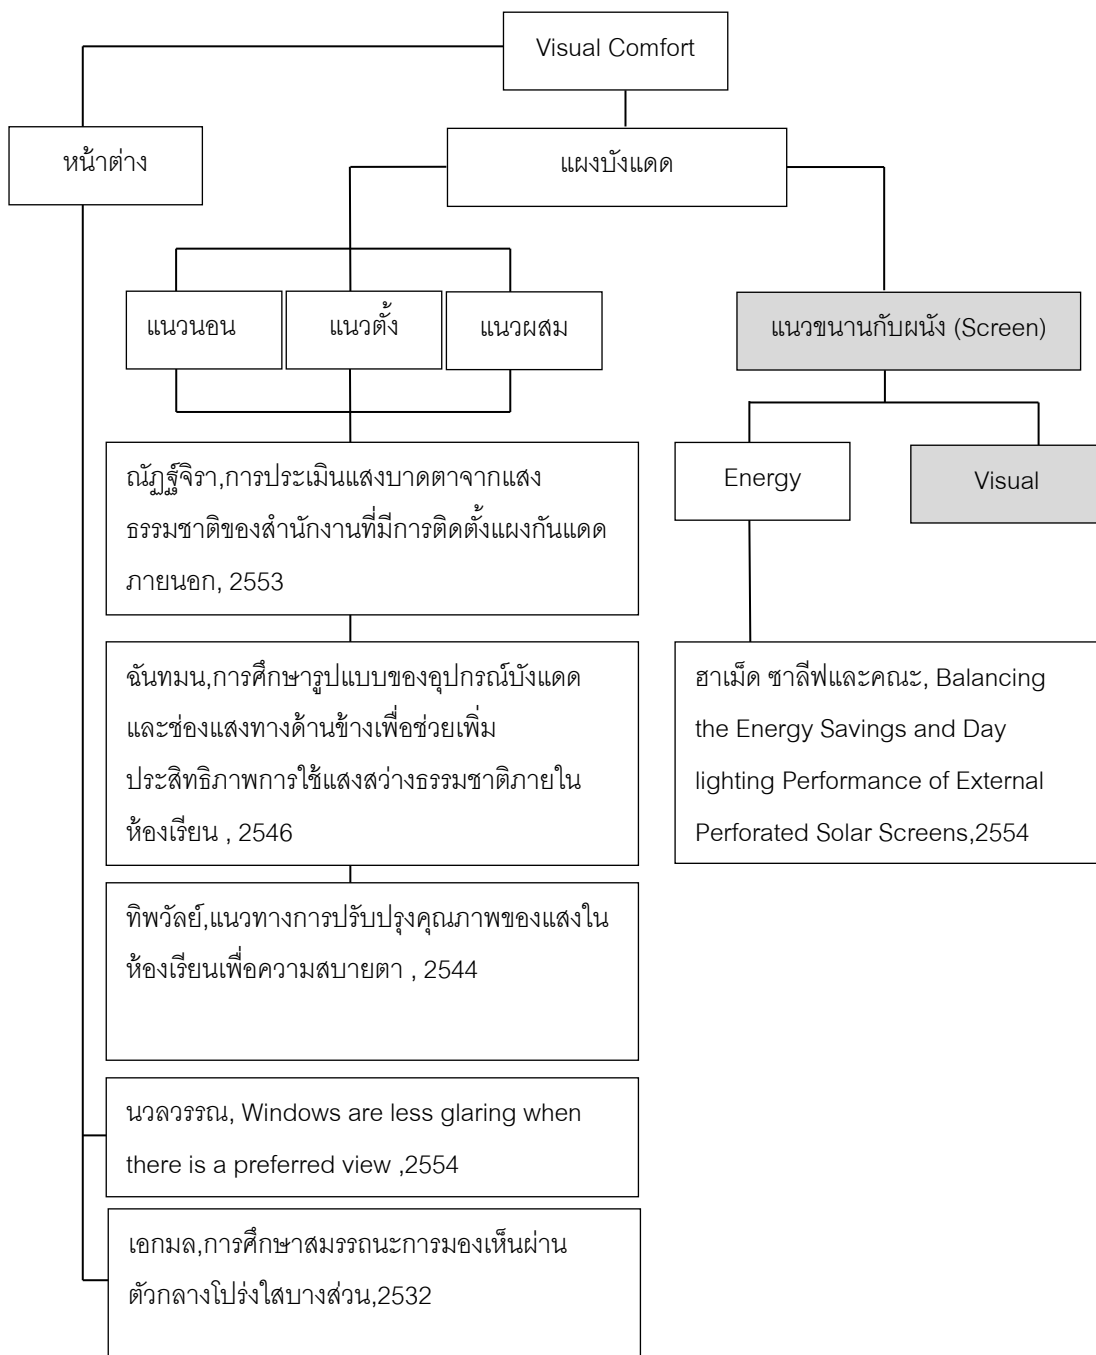 Visual Comfort
หน้าต่าง
แผงบังแดด
แนวนอน
แนวตั้ง
แนวผสม
แนวขนานกับผนัง (Screen)
Energy
Visual
ณัฏฐ์จิรา,การประเมินแสงบาดตาจากแสง
ธรรมชาติของสำนักงานที่มีการติดตั้งแผงกันแดด
ภายนอก, 2553
ฉันทมน,การศึกษารูปแบบของอุปกรณ์บังแดด
และช่องแสงทางด้านข้างเพื่อช่วยเพิ่ม
ประสิทธิภาพการใช้แสงสว่างธรรมชาติภายใน
ห้องเรียน , 2546
ฮาเม็ด ซาลีฟและคณะ, Balancing
the Energy Savings and Day
lighting Performance of External
Perforated Solar Screens,2554
ทิพวัลย์,แนวทางการปรับปรุงคุณภาพของแสงใน
ห้องเรียนเพื่อความสบายตา , 2544
นวลวรรณ, Windows are less glaring when
there is a preferred view ,2554
เอกมล,การศึกษาสมรรถนะการมองเห็นผ่าน
ตัวกลางโปร่งใสบางส่วน,2532